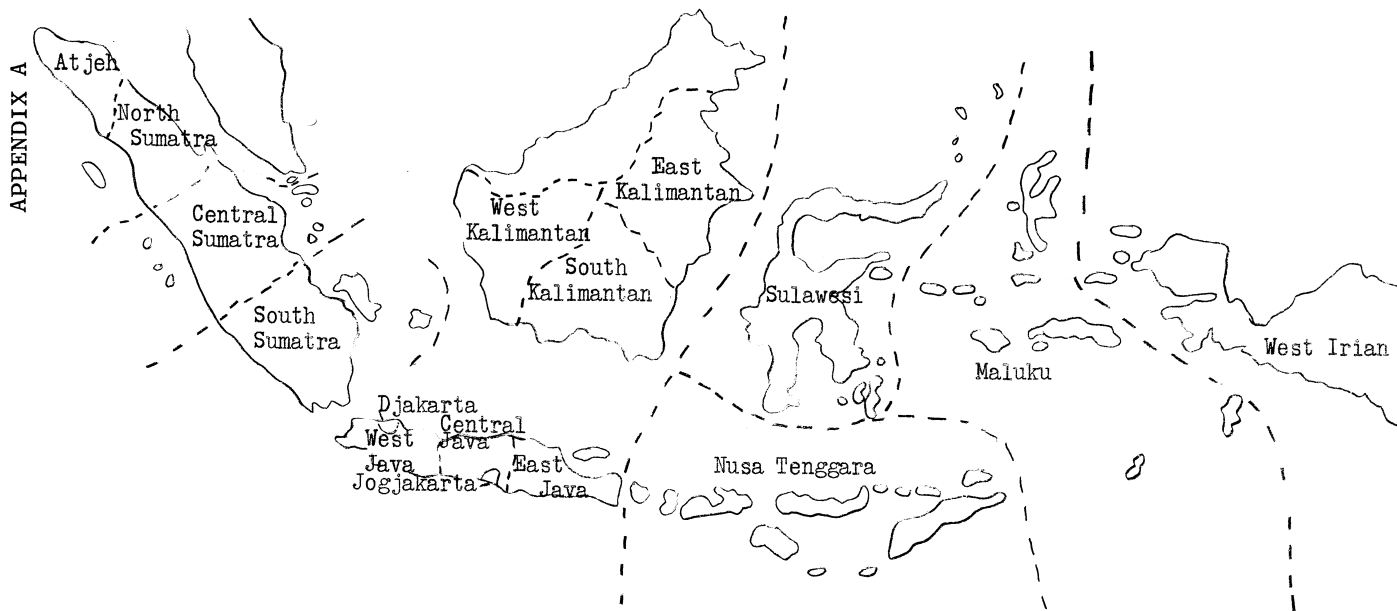 APPENDIX A
Atjeh
North
Sumatra
Central
Sumatra
South
Sumatra
West
Kalimantan
East
Kalimantan
South
Kalimantan
Sulawesi
Maluku
West Irian
Djakarta
West
Java
Central
Java
Jogjakarta
East
Java
Nusa Tenggara